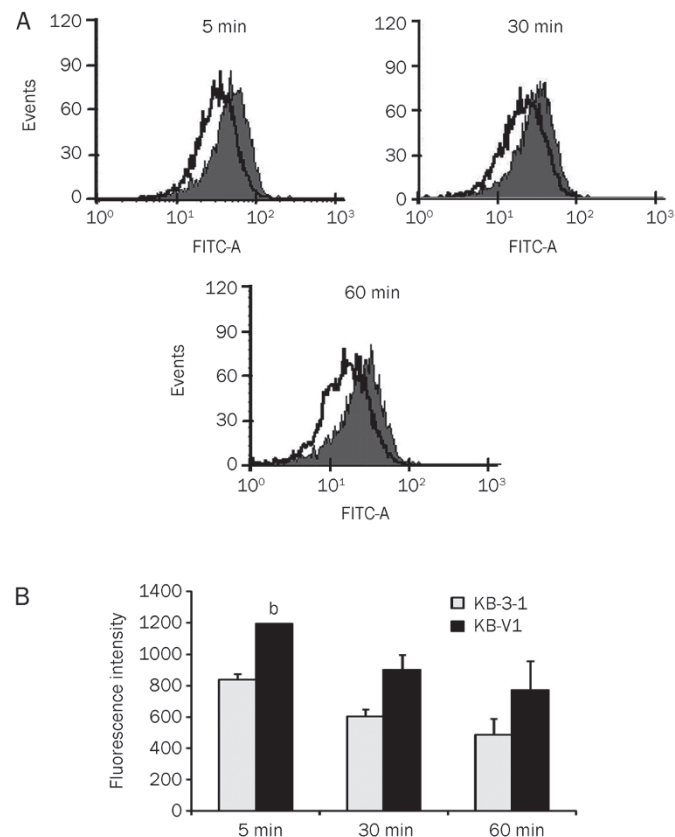 A
5 min
120
90
60
30
0
Events
10⁰ 10¹ 10² 10³
FITC-A
30 min
120
90
60
30
0
10⁰ 10¹ 10² 10³
FITC-A
60 min
120
90
60
30
0
Events
10⁰ 10¹ 10² 10³
FITC-A
B
1400
1200
1000
800
600
400
200
0
Fluorescence intensity
b
KB-3-1
KB-V1
5 min 30 min 60 min